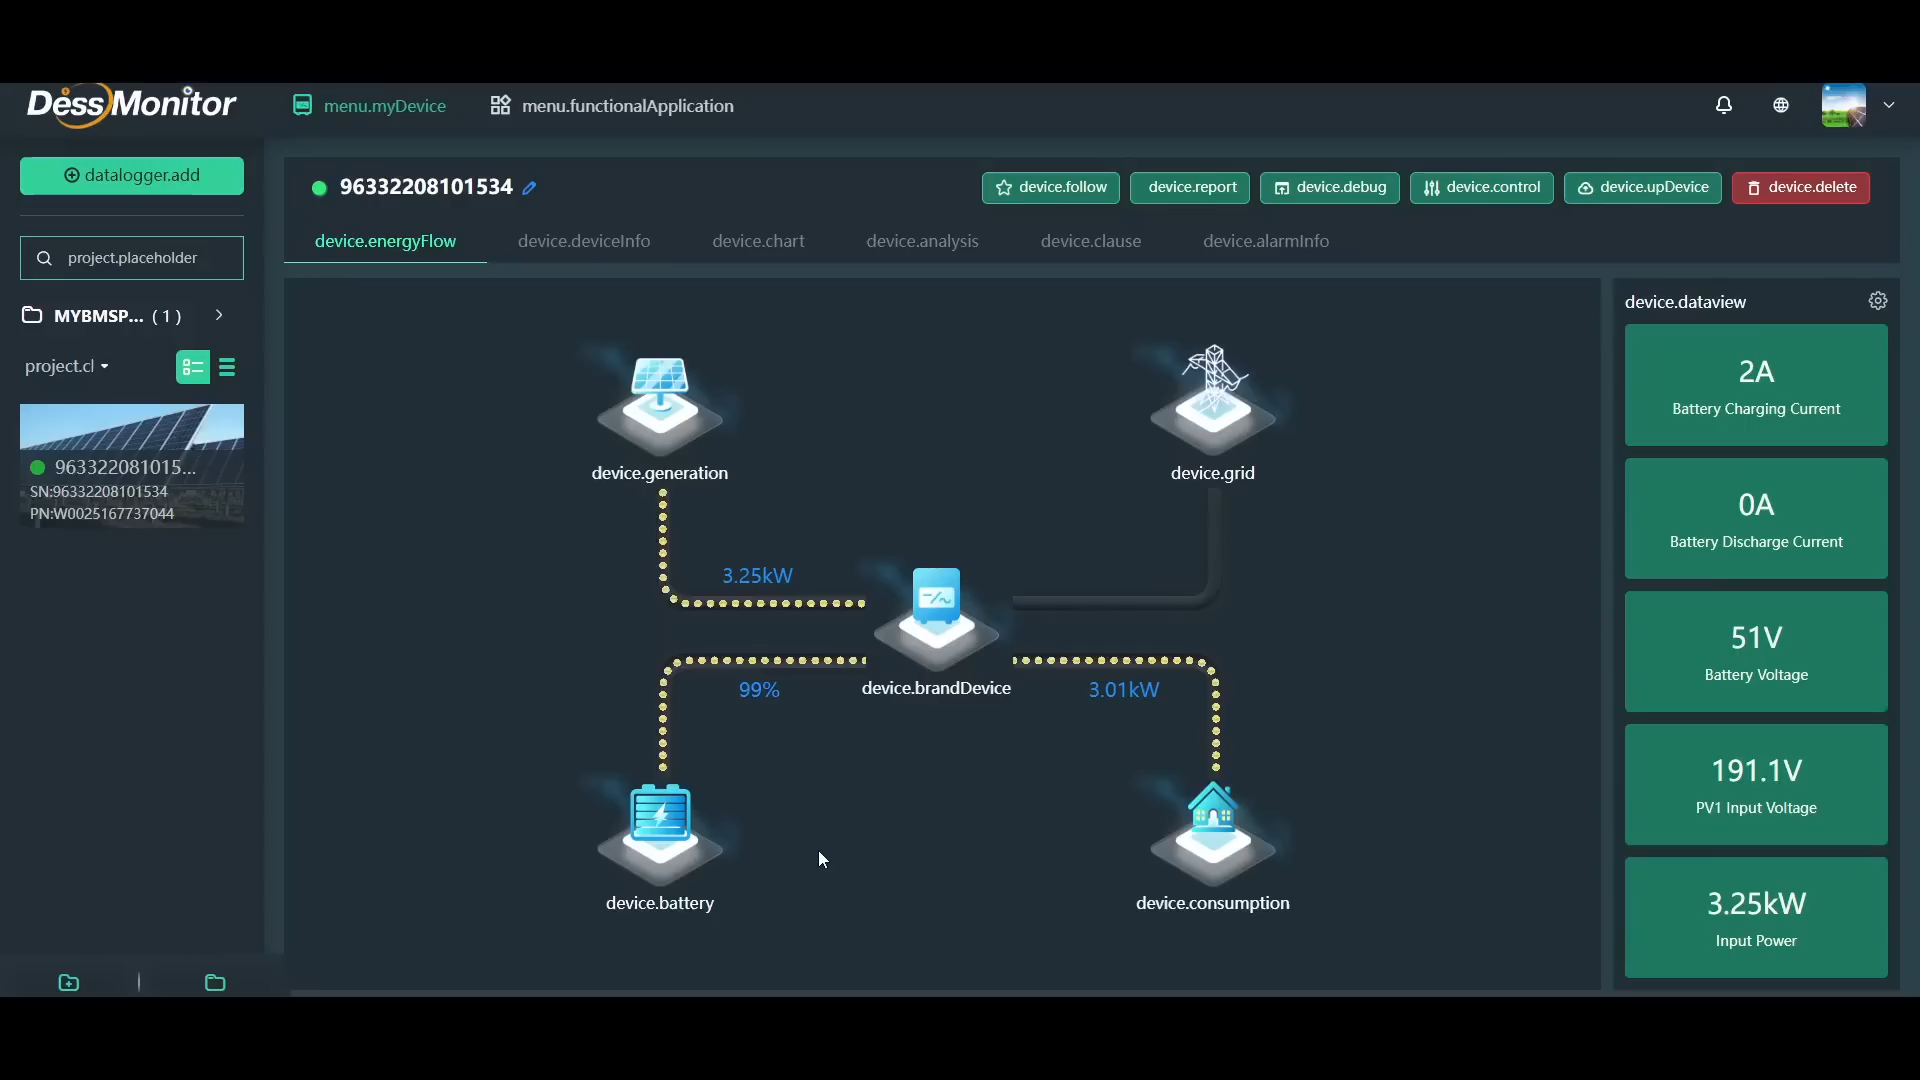 DessMonitor
menu.myDevice
menu.functionalApplication
datalogger.add
project.placeholder
MYBMSP... ( 1 )
project.cl
963322081015...
SN:96332208101534
PN:W0025167737044
96332208101534
device.follow
device.report
device.debug
device.control
device.upDevice
device.delete
device.energyFlow
device.deviceInfo
device.chart
device.analysis
device.clause
device.alarmInfo
device.generation
device.grid
3.25kW
device.brandDevice
99%
3.01kW
device.battery
device.consumption
device.dataview
2A
Battery Charging Current
0A
Battery Discharge Current
51V
Battery Voltage
191.1V
PV1 Input Voltage
3.25kW
Input Power